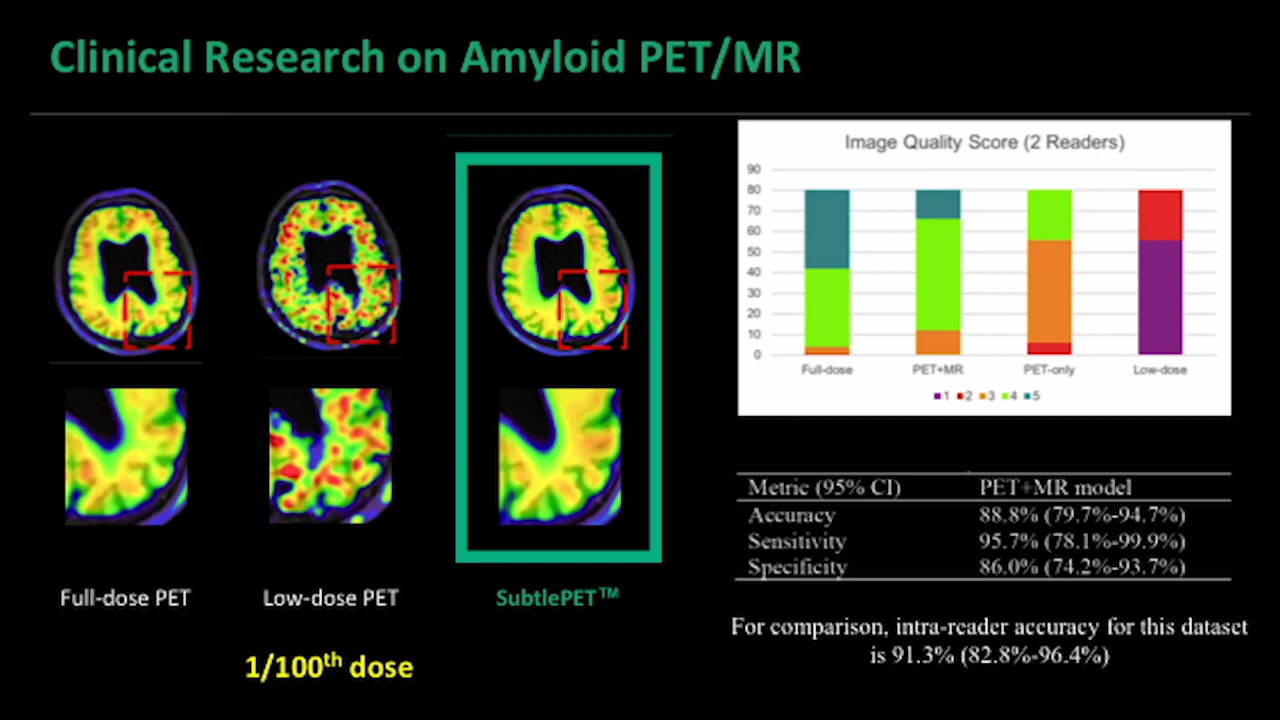 Clinical Research on Amyloid PET/MR
Full-dose PET
Low-dose PET
SubtlePET™
1/100th dose
Image Quality Score (2 Readers)
90
80
70
60
50
40
30
20
10
0
Full-dose PET+MR PET-only Low-dose
1 2 3 4 5
Metric (95% CI) PET+MR model
Accuracy 88.8% (79.7%-94.7%)
Sensitivity 95.7% (78.1%-99.9%)
Specificity 86.0% (74.2%-93.7%)
For comparison, intra-reader accuracy for this dataset
is 91.3% (82.8%-96.4%)